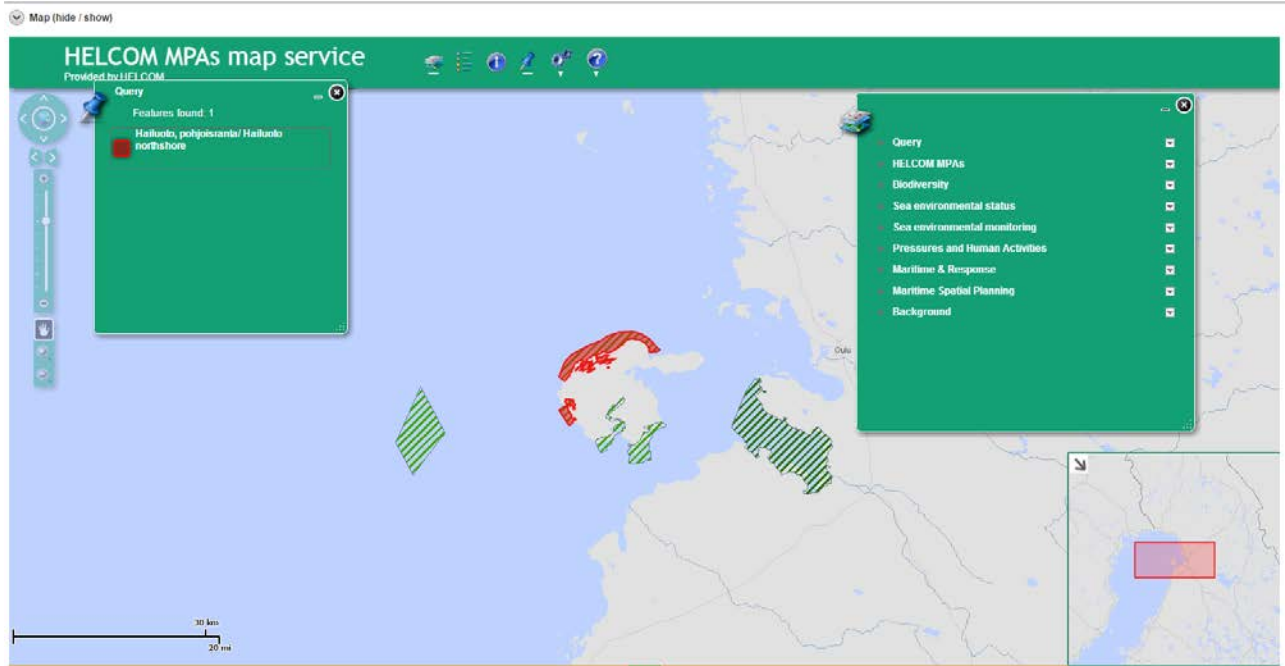 Map (hide / show)
HELCOM MPAs map service
Provided by HELCOM
Query
Features found: 1
Hailuoto, pohjoisranta/ Hailuoto
northshore
Query
HELCOM MPAs
Biodiversity
Sea environmental status
Sea environmental monitoring
Pressures and Human Activities
Maritime & Response
Maritime Spatial Planning
Background
Oulu
30 km
20 mi